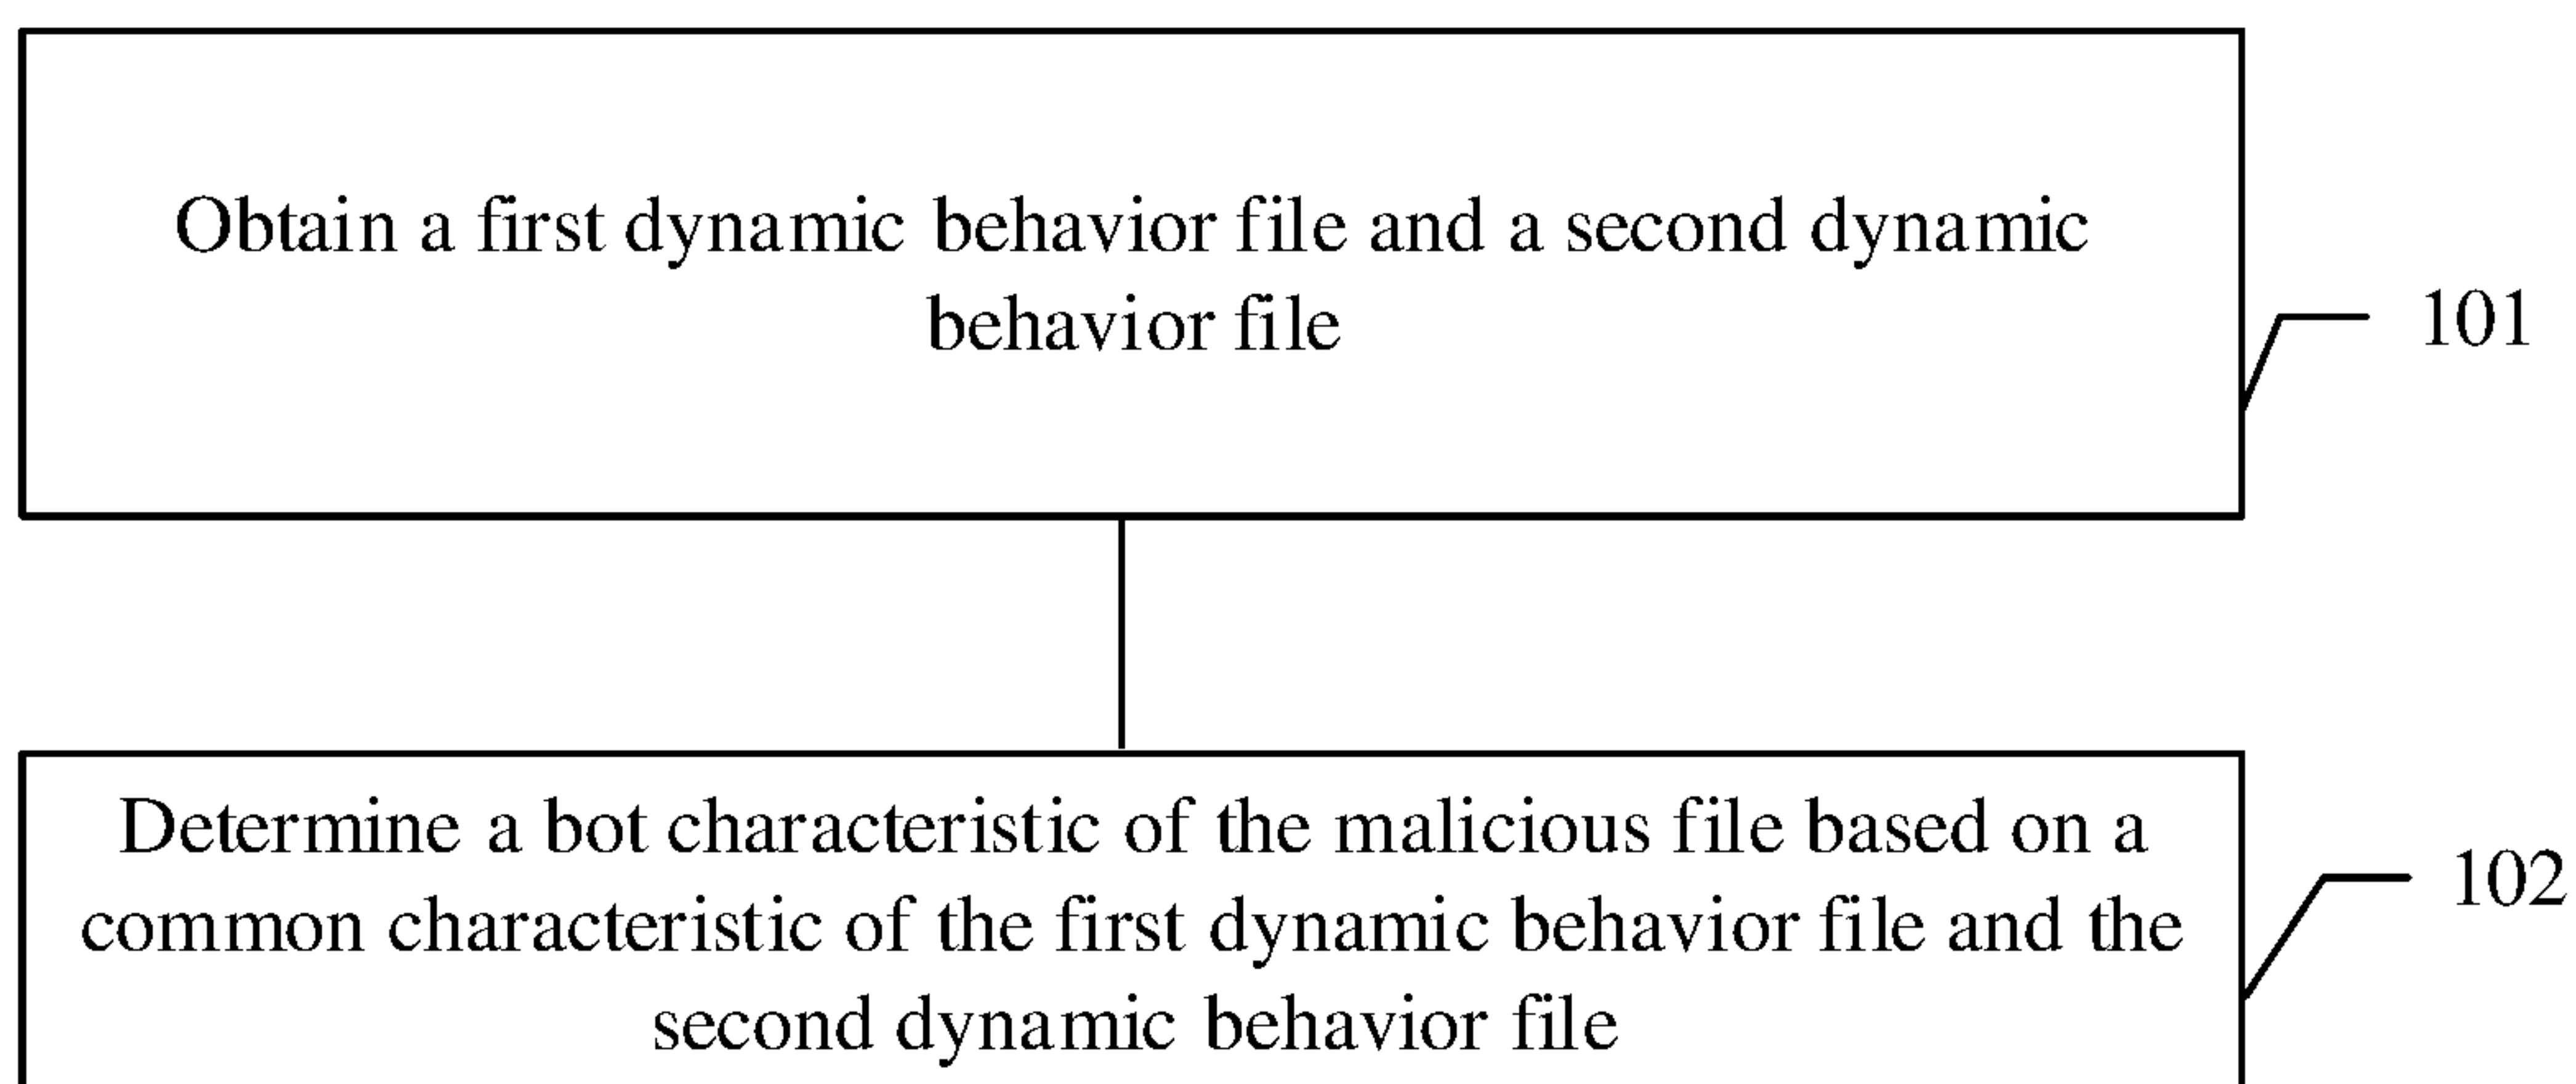 Obtain a first dynamic behavior file and a second dynamic
behavior file
101
Determine a bot characteristic of the malicious file based on a
common characteristic of the first dynamic behavior file and the
second dynamic behavior file
102